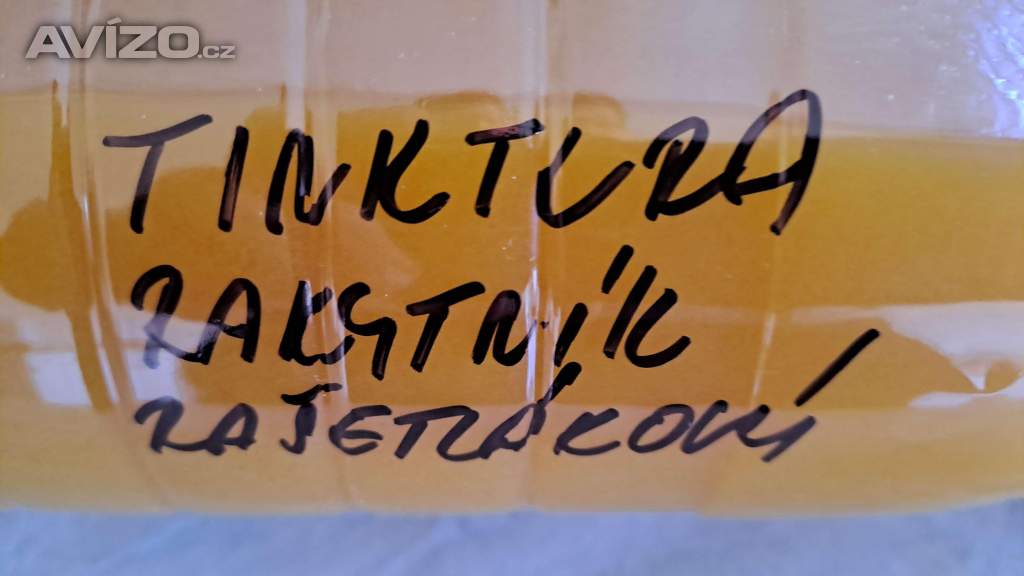 AVÍZO.cz
TINKTURA
RAKYTNÍK
RAŠETLÁKOVÝ